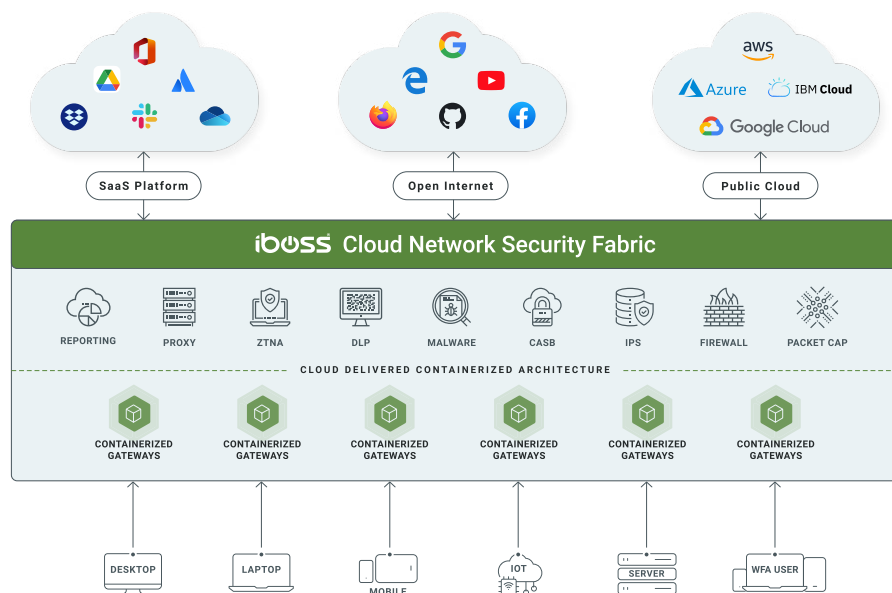 aws
Azure
IBM Cloud
Google Cloud
SaaS Platform
Open Internet
Public Cloud
iboss® Cloud Network Security Fabric
REPORTING
PROXY
ZTNA
DLP
MALWARE
CASB
IPS
FIREWALL
PACKET CAP
CLOUD DELIVERED CONTAINERIZED ARCHITECTURE
CONTAINERIZED
GATEWAYS
CONTAINERIZED
GATEWAYS
CONTAINERIZED
GATEWAYS
CONTAINERIZED
GATEWAYS
CONTAINERIZED
GATEWAYS
CONTAINERIZED
GATEWAYS
DESKTOP
LAPTOP
MOBILE
IOT
SERVER
WFA USER